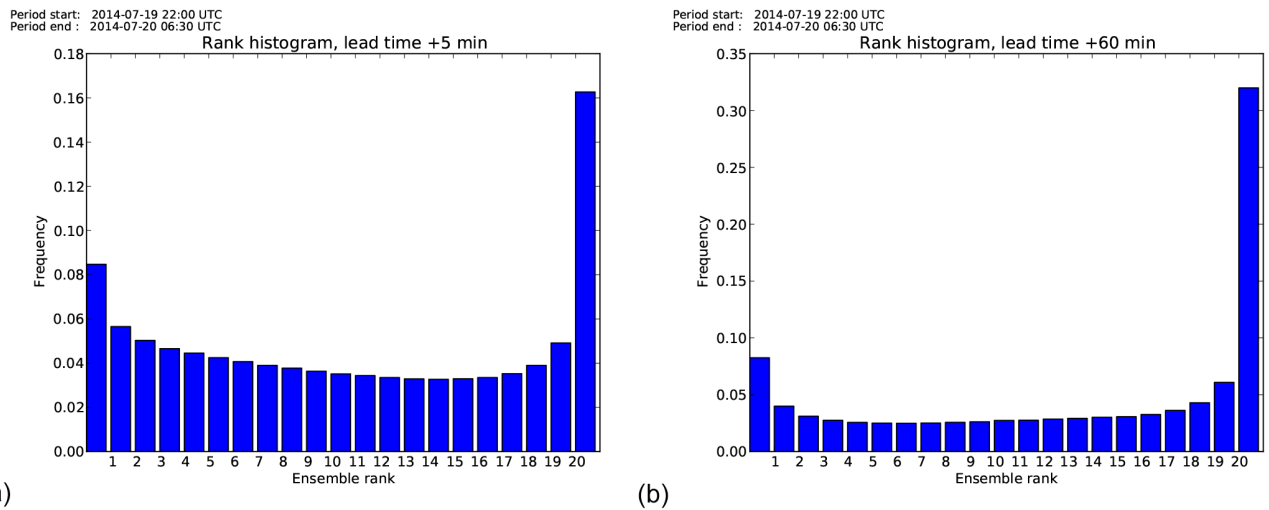 Period start: 2014-07-19 22:00 UTC
Period end : 2014-07-20 06:30 UTC
Rank histogram, lead time +5 min
0.18
0.16
0.14
0.12
0.10
0.08
0.06
0.04
0.02
0.00
Frequency
1 2 3 4 5 6 7 8 9 10 11 12 13 14 15 16 17 18 19 20
Ensemble rank
)
Period start: 2014-07-19 22:00 UTC
Period end : 2014-07-20 06:30 UTC
Rank histogram, lead time +60 min
0.35
0.30
0.25
0.20
0.15
0.10
0.05
0.00
Frequency
1 2 3 4 5 6 7 8 9 10 11 12 13 14 15 16 17 18 19 20
Ensemble rank
(b)